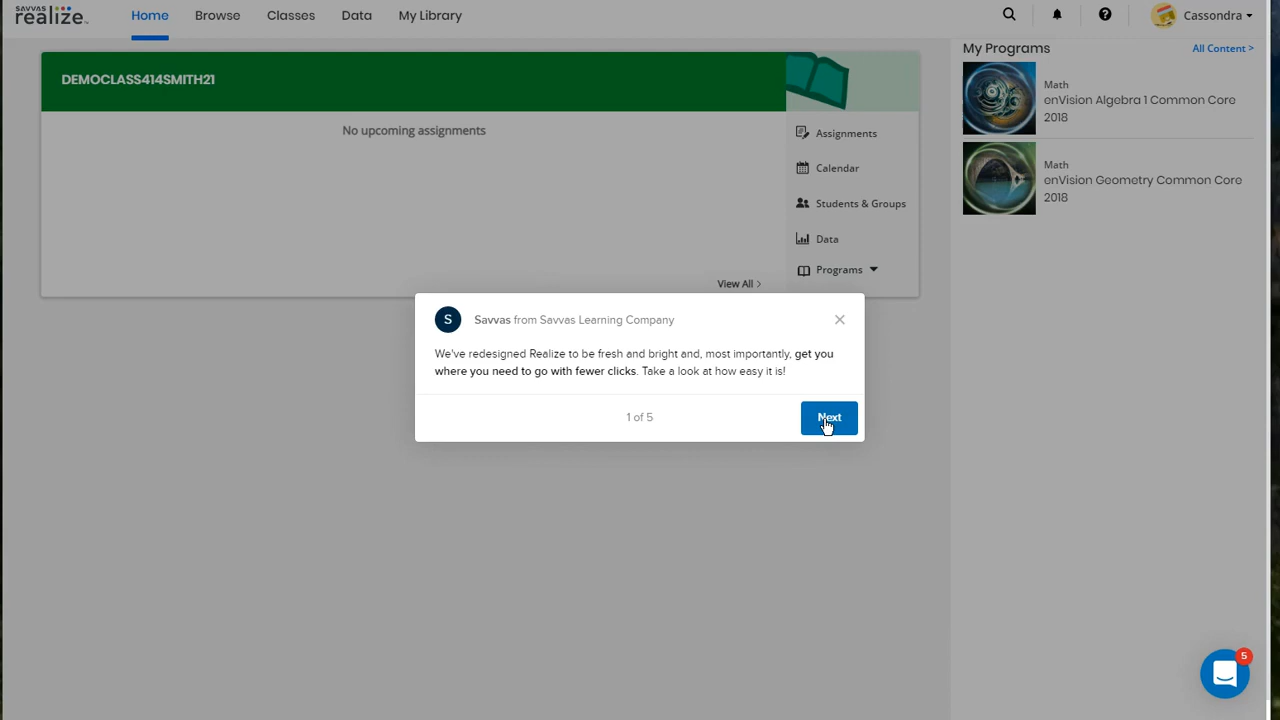 SAVVAS
realize™
Home
Browse
Classes
Data
My Library
Cassondra
DEMOCLASS414SMITH21
No upcoming assignments
View All >
Assignments
Calendar
Students & Groups
Data
Programs
My Programs
All Content >
Math
enVision Algebra 1 Common Core
2018
Math
enVision Geometry Common Core
2018
S
Savvas from Savvas Learning Company
We've redesigned Realize to be fresh and bright and, most importantly, get you
where you need to go with fewer clicks. Take a look at how easy it is!
1 of 5
Next
5